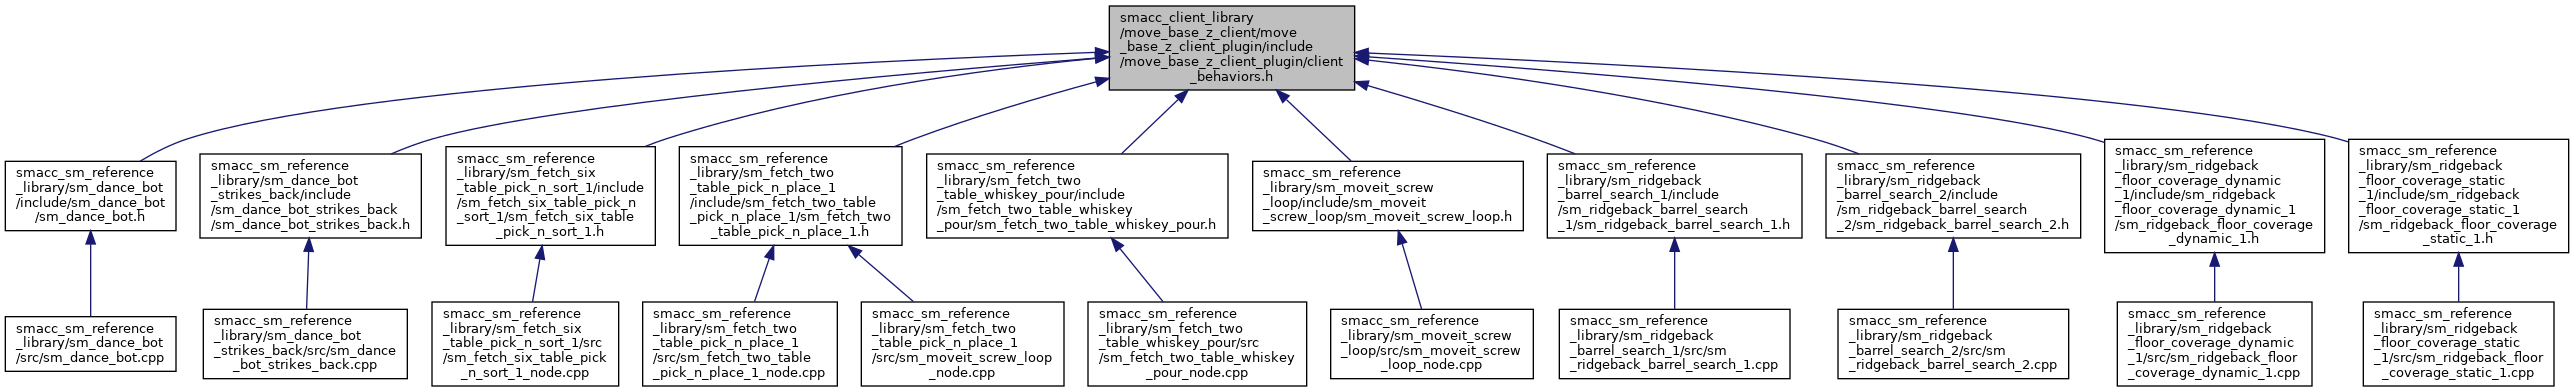 smacc_client_library
/move_base_z_client/move
_base_z_client_plugin/include
/move_base_z_client_plugin/client
_behaviors.h
smacc_sm_reference
_library/sm_dance_bot
/include/sm_dance_bot
/sm_dance_bot.h
smacc_sm_reference
_library/sm_dance_bot
_strikes_back/include
/sm_dance_bot_strikes_back
/sm_dance_bot_strikes_back.h
smacc_sm_reference
_library/sm_fetch_six
_table_pick_n_sort_1/include
/sm_fetch_six_table_pick_n
_sort_1/sm_fetch_six_table
_pick_n_sort_1.h
smacc_sm_reference
_library/sm_fetch_two
_table_pick_n_place_1
/include/sm_fetch_two_table
_pick_n_place_1/sm_fetch_two
_table_pick_n_place_1.h
smacc_sm_reference
_library/sm_fetch_two
_table_whiskey_pour/include
/sm_fetch_two_table_whiskey
_pour/sm_fetch_two_table_whiskey_pour.h
smacc_sm_reference
_library/sm_moveit_screw
_loop/include/sm_moveit
_screw_loop/sm_moveit_screw_loop.h
smacc_sm_reference
_library/sm_ridgeback
_barrel_search_1/include
/sm_ridgeback_barrel_search
_1/sm_ridgeback_barrel_search_1.h
smacc_sm_reference
_library/sm_ridgeback
_barrel_search_2/include
/sm_ridgeback_barrel_search
_2/sm_ridgeback_barrel_search_2.h
smacc_sm_reference
_library/sm_ridgeback
_floor_coverage_dynamic
_1/include/sm_ridgeback
_floor_coverage_dynamic_1
/sm_ridgeback_floor_coverage
_dynamic_1.h
smacc_sm_reference
_library/sm_ridgeback
_floor_coverage_static
_1/include/sm_ridgeback
_floor_coverage_static_1
/sm_ridgeback_floor_coverage
_static_1.h
smacc_sm_reference
_library/sm_dance_bot
/src/sm_dance_bot.cpp
smacc_sm_reference
_library/sm_dance_bot
_strikes_back/src/sm_dance
_bot_strikes_back.cpp
smacc_sm_reference
_library/sm_fetch_six
_table_pick_n_sort_1/src
/sm_fetch_six_table_pick
_n_sort_1_node.cpp
smacc_sm_reference
_library/sm_fetch_two
_table_pick_n_place_1
/src/sm_fetch_two_table
_pick_n_place_1_node.cpp
smacc_sm_reference
_library/sm_fetch_two
_table_pick_n_place_1
/src/sm_moveit_screw_loop
_node.cpp
smacc_sm_reference
_library/sm_fetch_two
_table_whiskey_pour/src
/sm_fetch_two_table_whiskey
_pour_node.cpp
smacc_sm_reference
_library/sm_moveit_screw
_loop/src/sm_moveit_screw
_loop_node.cpp
smacc_sm_reference
_library/sm_ridgeback
_barrel_search_1/src/sm
_ridgeback_barrel_search_1.cpp
smacc_sm_reference
_library/sm_ridgeback
_barrel_search_2/src/sm
_ridgeback_barrel_search_2.cpp
smacc_sm_reference
_library/sm_ridgeback
_floor_coverage_dynamic
_1/src/sm_ridgeback_floor
_coverage_dynamic_1.cpp
smacc_sm_reference
_library/sm_ridgeback
_floor_coverage_static
_1/src/sm_ridgeback_floor
_coverage_static_1.cpp